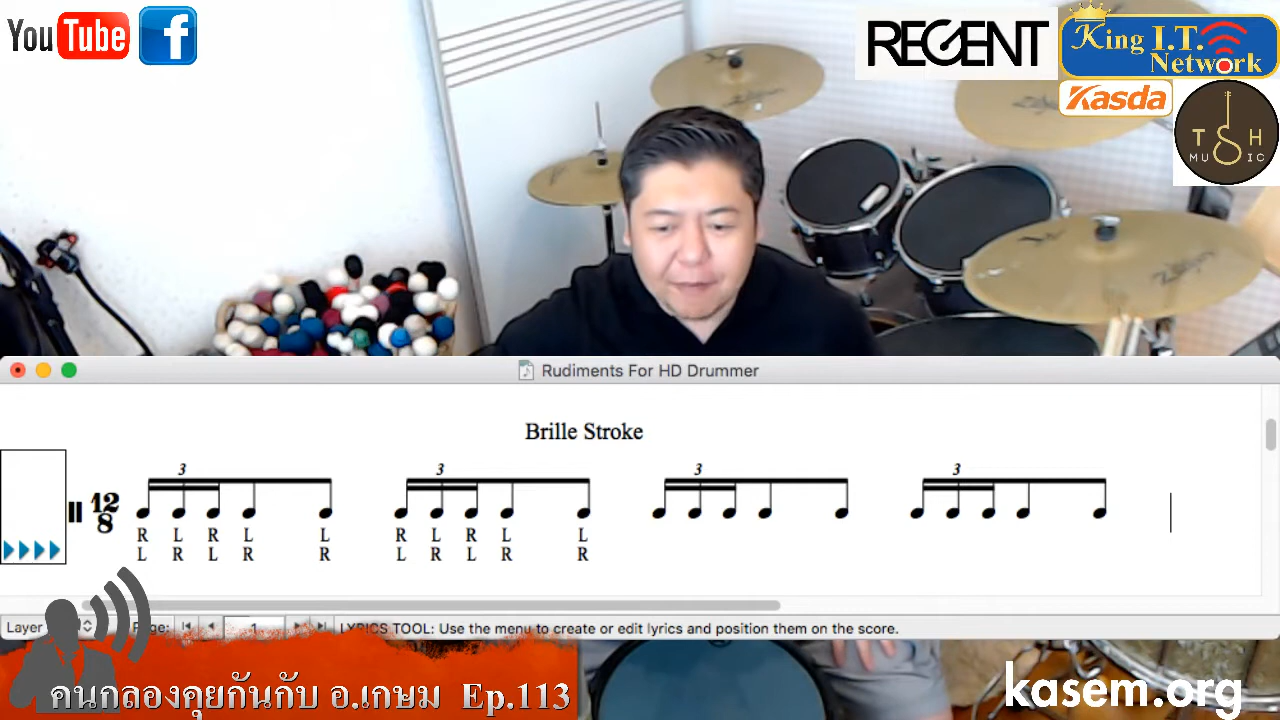 YouTube f
REGENT
King I.T.
Network
Kasda
TSH
MUSIC
Rudiments For HD Drummer
Brille Stroke
3 3 3 3
12
8
R L R L L R L R L L
L R L R R L R L R R
Layer Page: 1 LYRICS TOOL: Use the menu to create or edit lyrics and position them on the score.
คนกลองคุยกันกับ อ.เกษม Ep.113
kasem.org